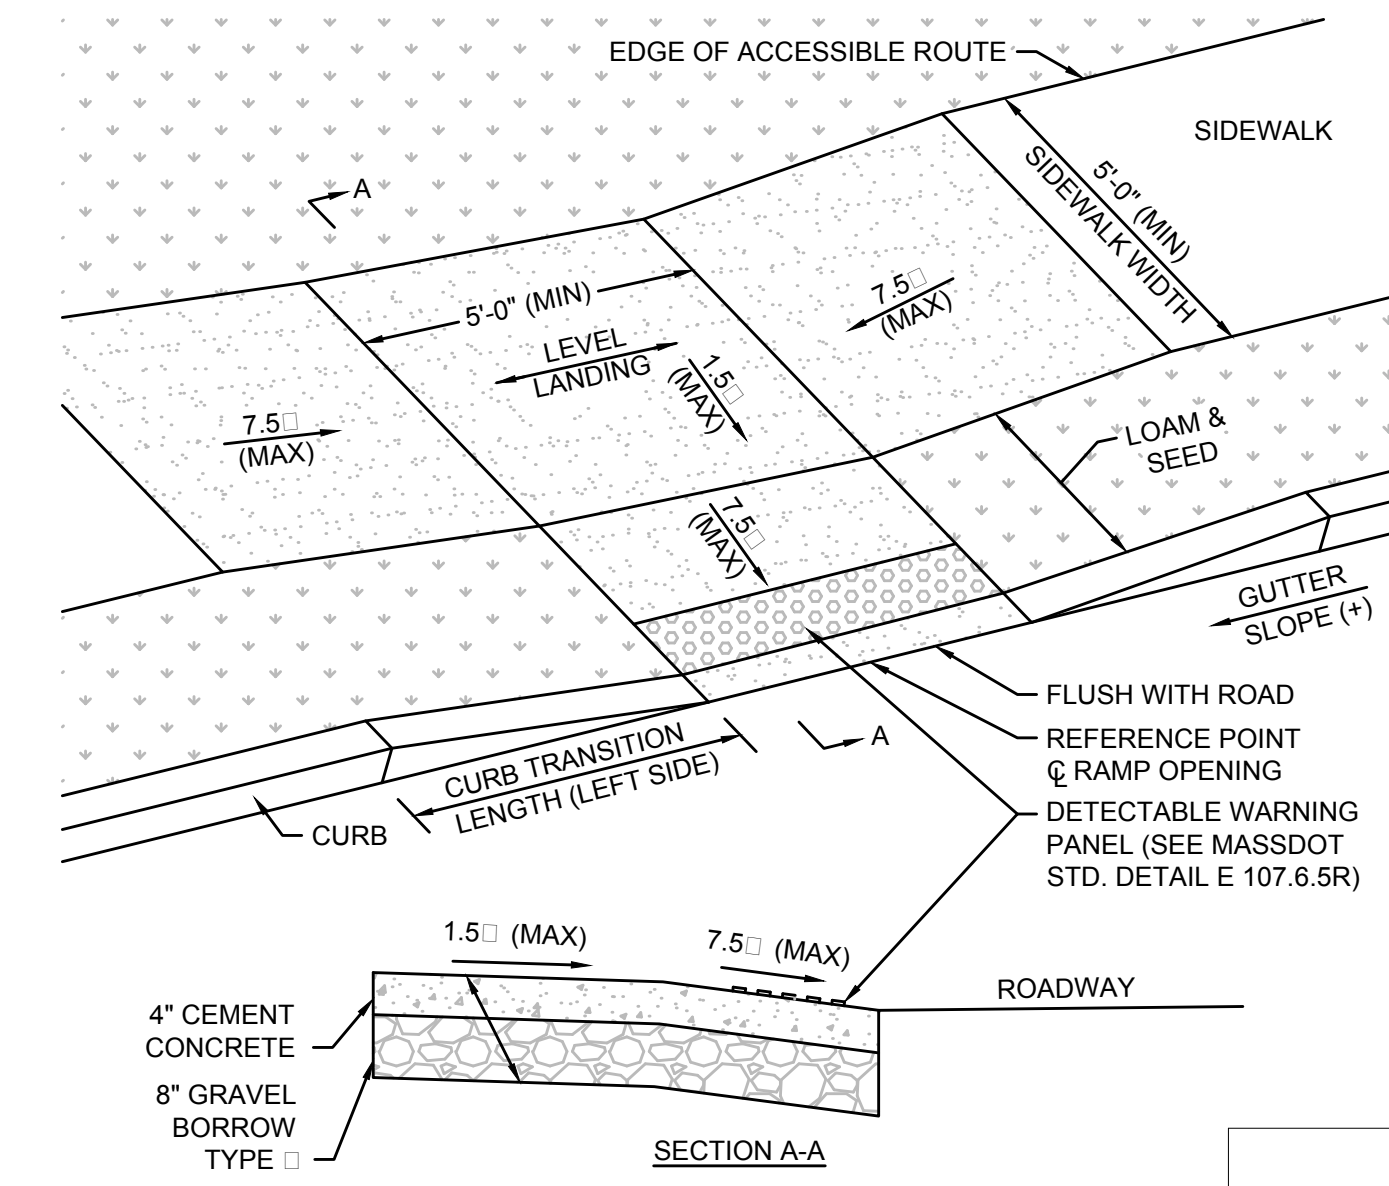 EDGE OF ACCESSIBLE ROUTE
SIDEWALK
A
5'-0" (MIN)
SIDEWALK WIDTH
5'-0" (MIN)
7.5□
(MAX)
LEVEL
LANDING
1.5□
(MAX)
7.5□
(MAX)
LOAM &
SEED
7.5□
(MAX)
GUTTER
SLOPE (+)
FLUSH WITH ROAD
REFERENCE POINT
℄ RAMP OPENING
A
CURB TRANSITION
LENGTH (LEFT SIDE)
CURB
DETECTABLE WARNING
PANEL (SEE MASSDOT
STD. DETAIL E 107.6.5R)
1.5□ (MAX)
7.5□ (MAX)
ROADWAY
4" CEMENT
CONCRETE
8" GRAVEL
BORROW
TYPE □
SECTION A-A